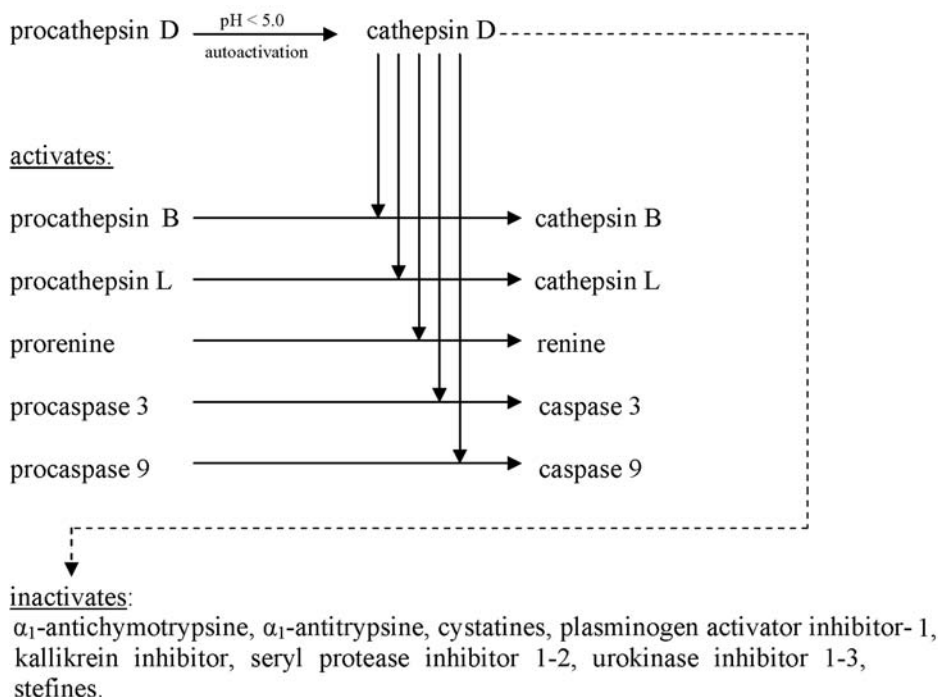 procathepsin D pH < 5.0 cathepsin D
autoactivation
activates:
procathepsin B cathepsin B
procathepsin L cathepsin L
prorenine renine
procaspase 3 caspase 3
procaspase 9 caspase 9
inactivates:
α₁-antichymotrypsine, α₁-antitrypsine, cystatines, plasminogen activator inhibitor- 1,
kallikrein inhibitor, seryl protease inhibitor 1-2, urokinase inhibitor 1-3,
stefines.